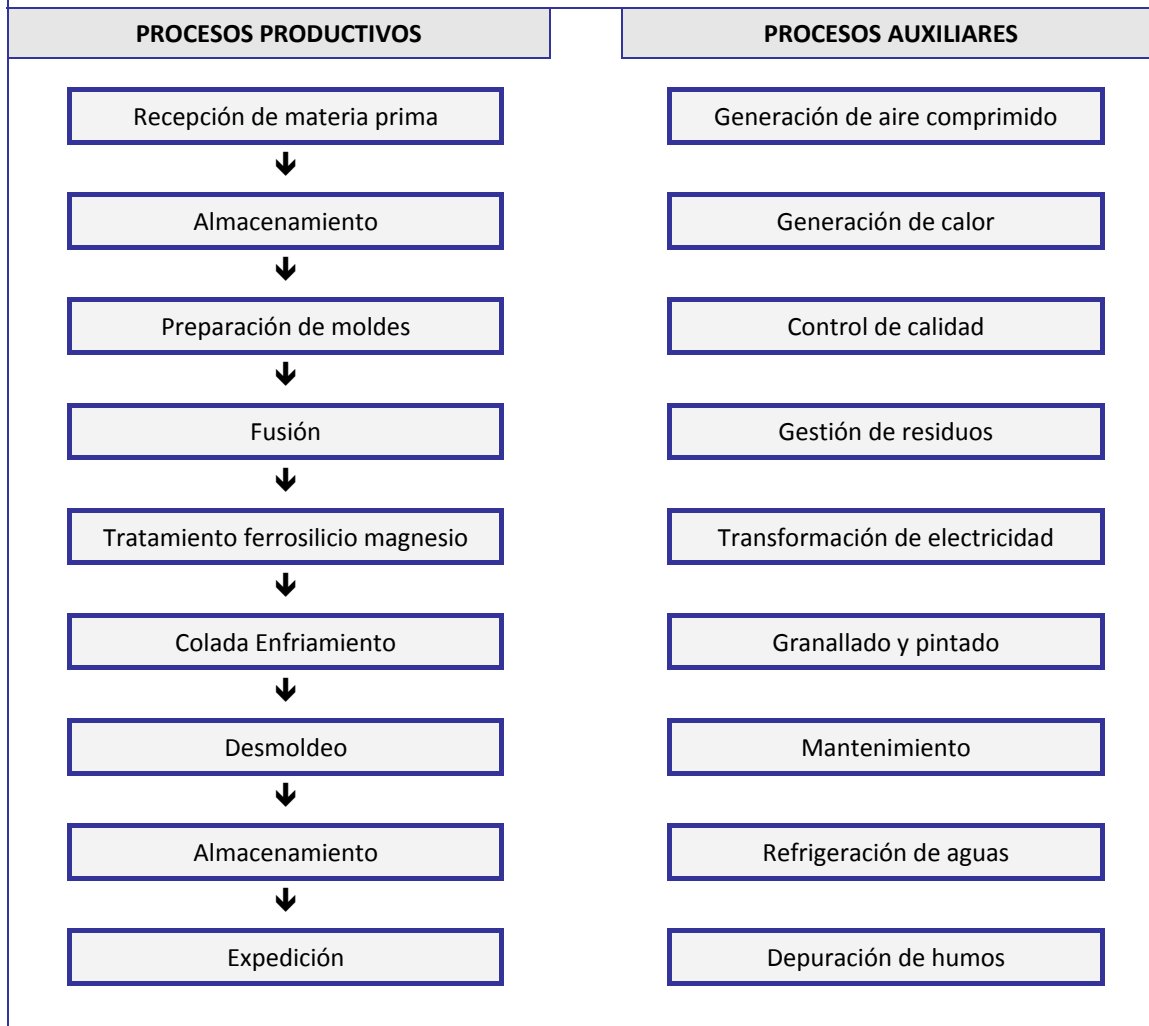 PROCESOS PRODUCTIVOS
Recepción de materia prima
Almacenamiento
Preparación de moldes
Fusión
Tratamiento ferrosilicio magnesio
Colada Enfriamiento
Desmoldeo
Almacenamiento
Expedición
PROCESOS AUXILIARES
Generación de aire comprimido
Generación de calor
Control de calidad
Gestión de residuos
Transformación de electricidad
Granallado y pintado
Mantenimiento
Refrigeración de aguas
Depuración de humos